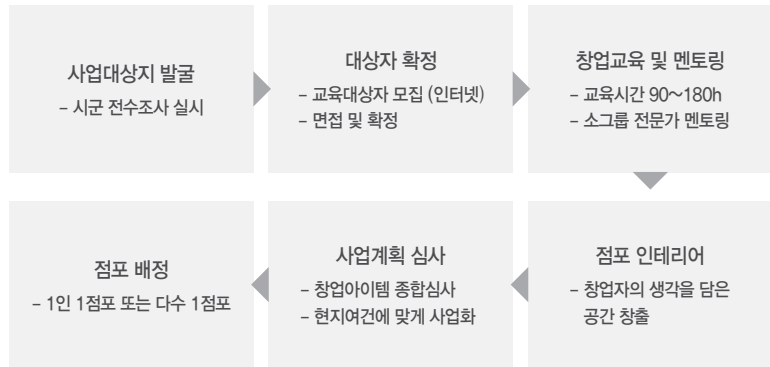 사업대상지 발굴
– 시군 전수조사 실시
대상자 확정
– 교육대상자 모집 (인터넷)
– 면접 및 확정
창업교육 및 멘토링
– 교육시간 90~180h
– 소그룹 전문가 멘토링
점포 인테리어
– 창업자의 생각을 담은
공간 창출
사업계획 심사
– 창업아이템 종합심사
– 현지여건에 맞게 사업화
점포 배정
– 1인 1점포 또는 다수 1점포